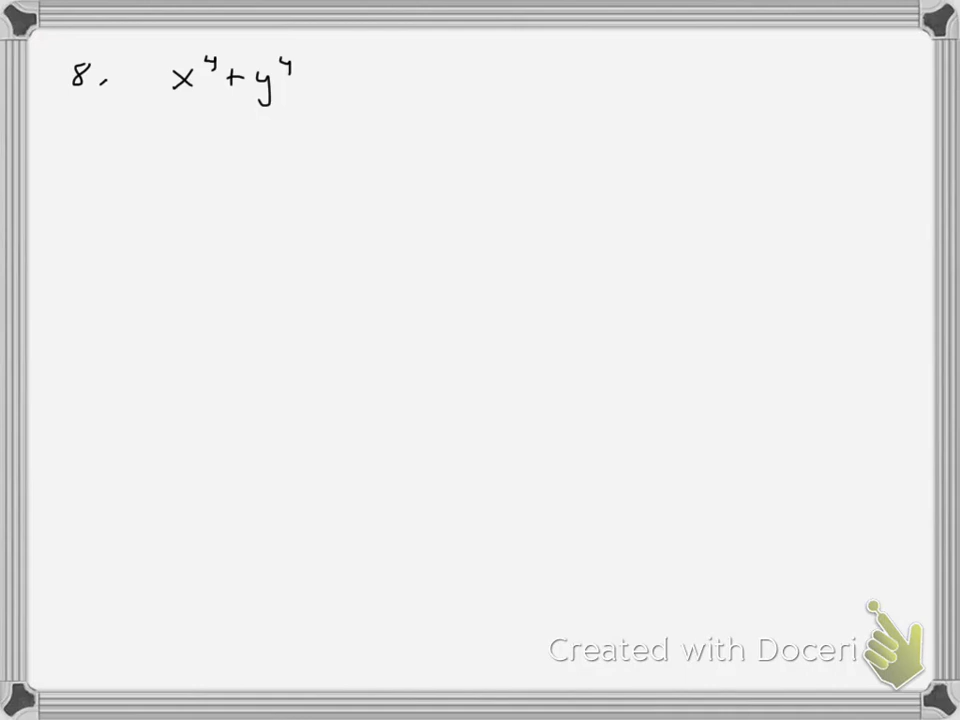 8. x⁴ + y⁴
Created with Doceri